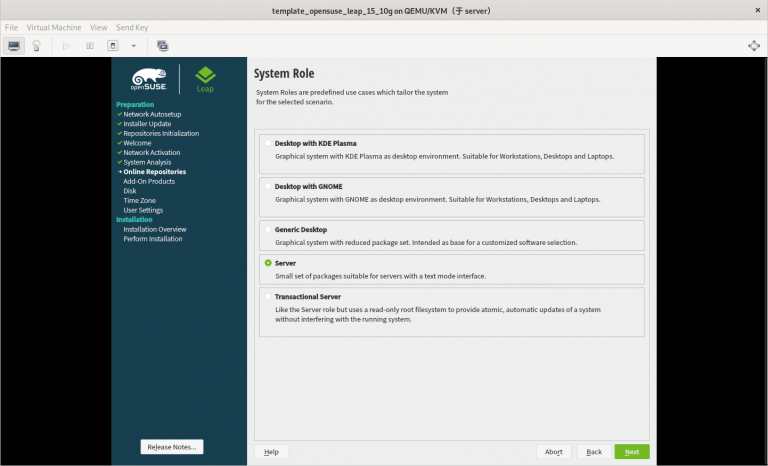 template_opensuse_leap_15_10g on QEMU/KVM（于 server）
File Virtual Machine View Send Key
openSUSE
Leap
Preparation
Network Autosetup
Installer Update
Repositories Initialization
Welcome
Network Activation
System Analysis
Online Repositories
Add-On Products
Disk
Time Zone
User Settings
Installation
Installation Overview
Perform Installation
Release Notes...
System Role
System Roles are predefined use cases which tailor the system
for the selected scenario.
Desktop with KDE Plasma
Graphical system with KDE Plasma as desktop environment. Suitable for Workstations, Desktops and Laptops.
Desktop with GNOME
Graphical system with GNOME as desktop environment. Suitable for Workstations, Desktops and Laptops.
Generic Desktop
Graphical system with reduced package set. Intended as base for a customized software selection.
Server
Small set of packages suitable for servers with a text mode interface.
Transactional Server
Like the Server role but uses a read-only root filesystem to provide atomic, automatic updates of a system
without interfering with the running system.
Help Abort Back Next